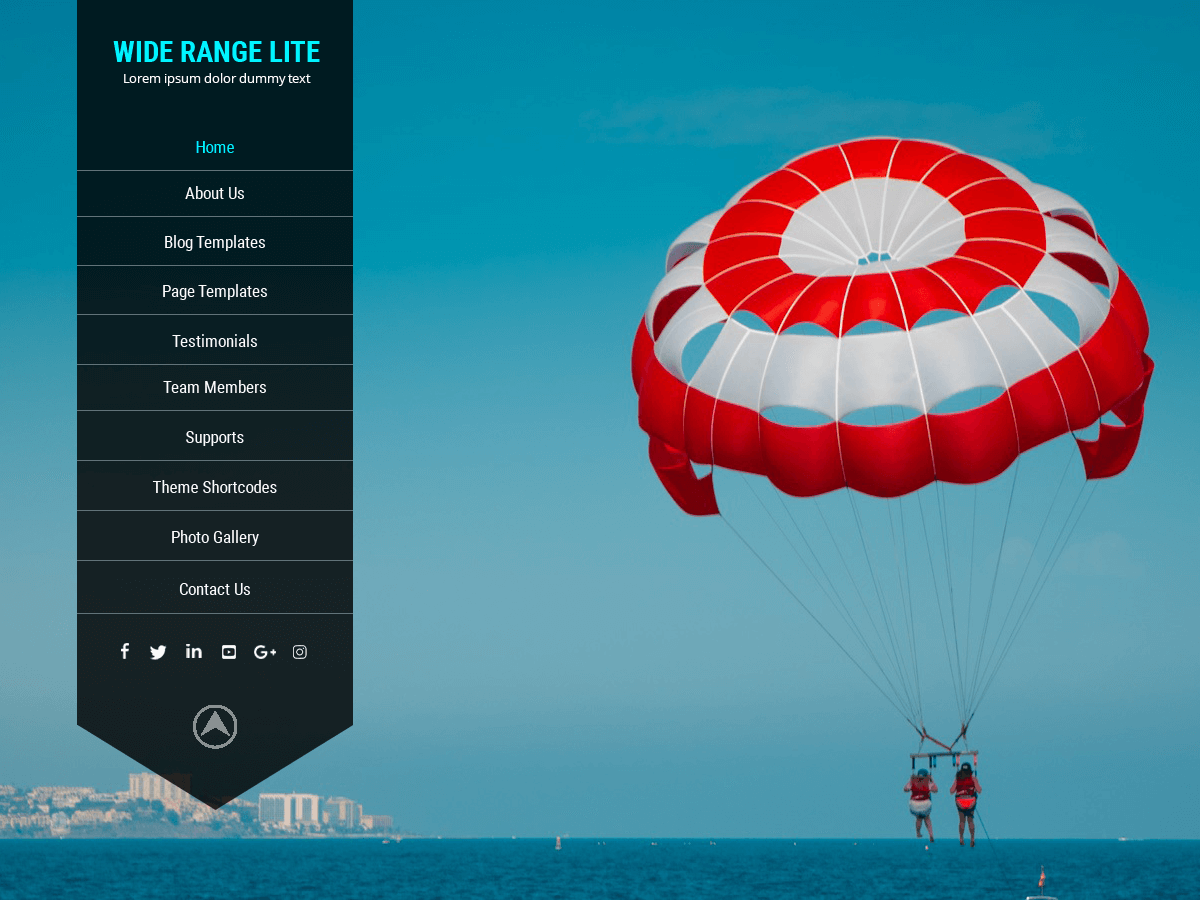 WIDE RANGE LITE
Lorem ipsum dolor dummy text
Home
About Us
Blog Templates
Page Templates
Testimonials
Team Members
Supports
Theme Shortcodes
Photo Gallery
Contact Us